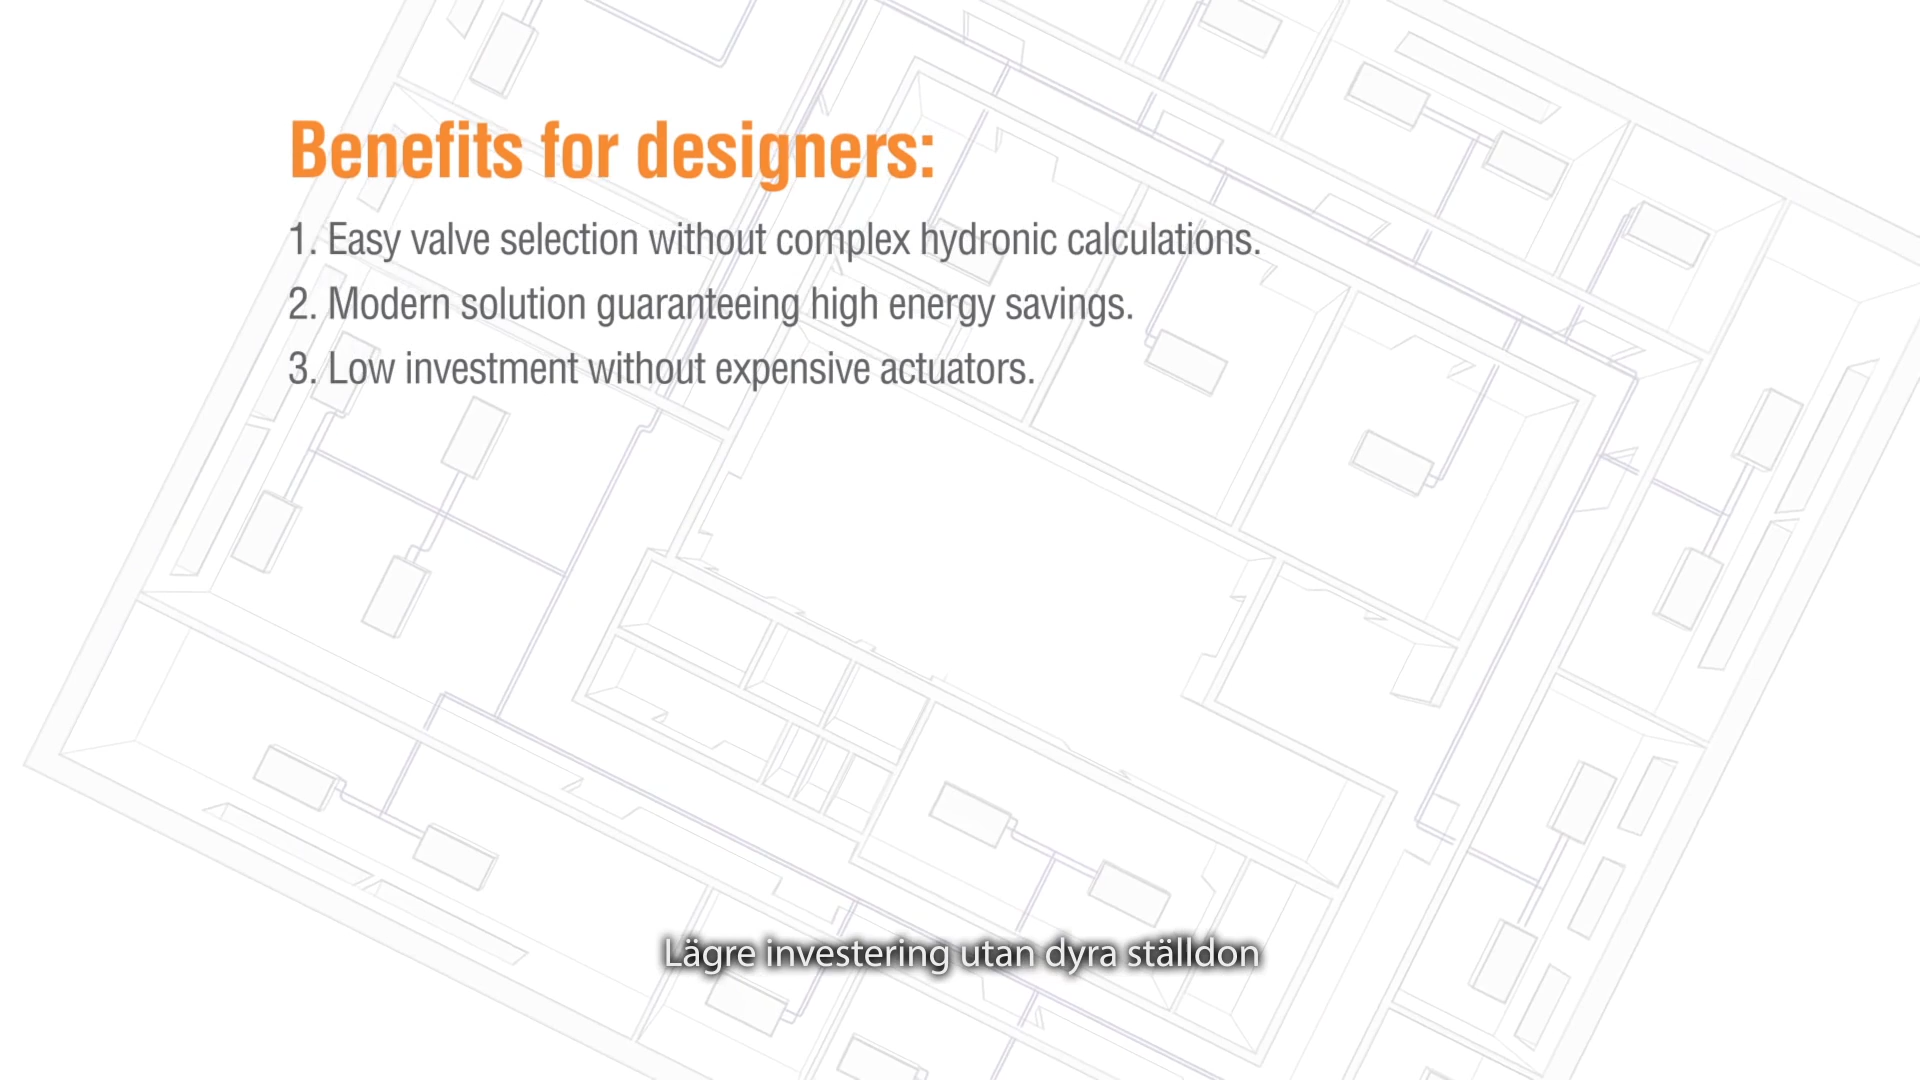 Benefits for designers:
1. Easy valve selection without complex hydronic calculations.
2. Modern solution guaranteeing high energy savings.
3. Low investment without expensive actuators.
Lägre investering utan dyra ställdon